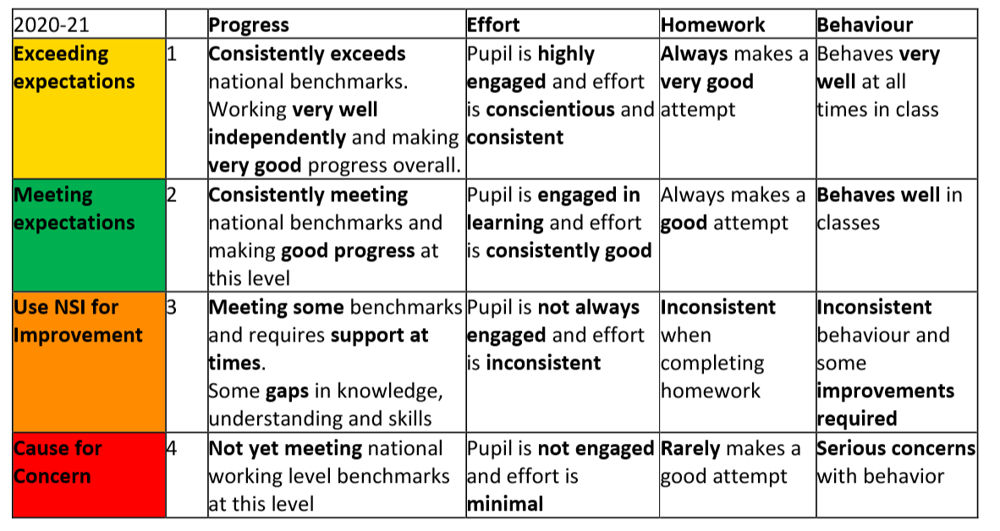 2020-21 Progress Effort Homework Behaviour
Exceeding
expectations
1
Consistently exceeds
national benchmarks.
Working very well
independently and making
very good progress overall.
Pupil is highly
engaged and effort
is conscientious and
consistent
Always makes a
very good
attempt
Behaves very
well at all
times in class
Meeting
expectations
2
Consistently meeting
national benchmarks and
making good progress at
this level
Pupil is engaged in
learning and effort
is consistently good
Always makes a
good attempt
Behaves well in
classes
Use NSI for
Improvement
3
Meeting some benchmarks
and requires support at
times.
Some gaps in knowledge,
understanding and skills
Pupil is not always
engaged and effort
is inconsistent
Inconsistent
when
completing
homework
Inconsistent
behaviour and
some
improvements
required
Cause for
Concern
4
Not yet meeting national
working level benchmarks
at this level
Pupil is not engaged
and effort is
minimal
Rarely makes a
good attempt
Serious concerns
with behavior